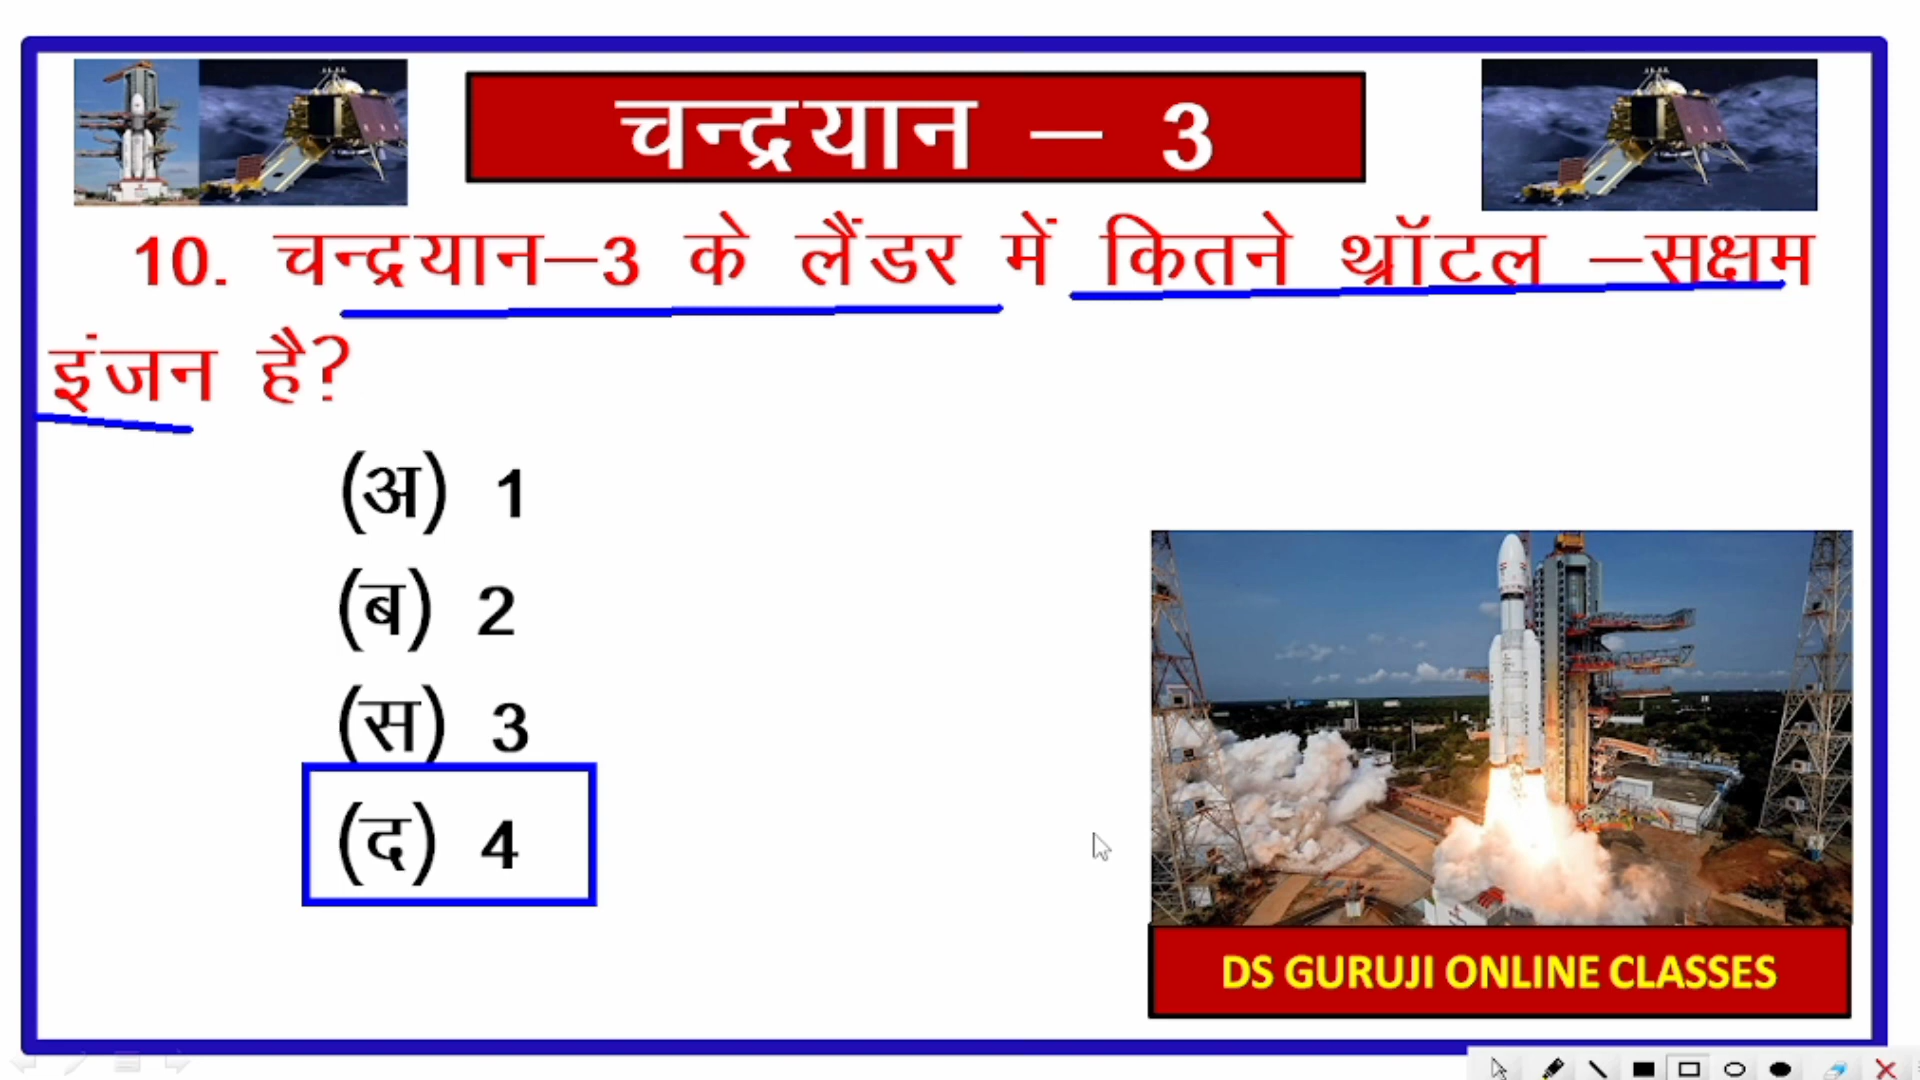 चन्द्रयान – 3
10. चन्द्रयान–3 के लैंडर में कितने थ्रॉटल –सक्षम
इंजन है?
(अ) 1
(ब) 2
(स) 3
(द) 4
DS GURUJI ONLINE CLASSES